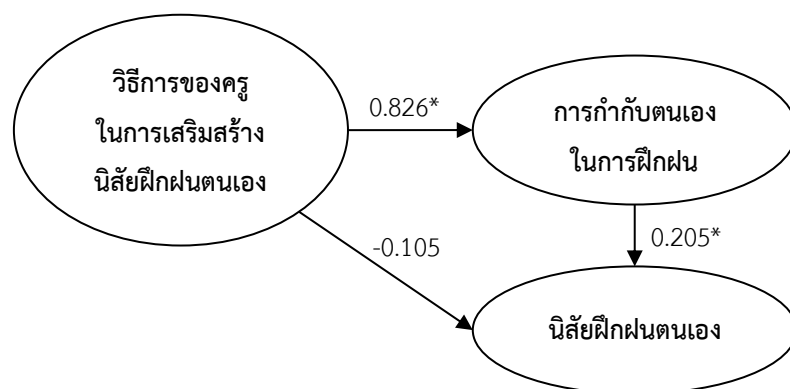 วิธีการของครู
ในการเสริมสร้าง
นิสัยฝึกฝนตนเอง
0.826*
การกำกับตนเอง
ในการฝึกฝน
-0.105
0.205*
นิสัยฝึกฝนตนเอง